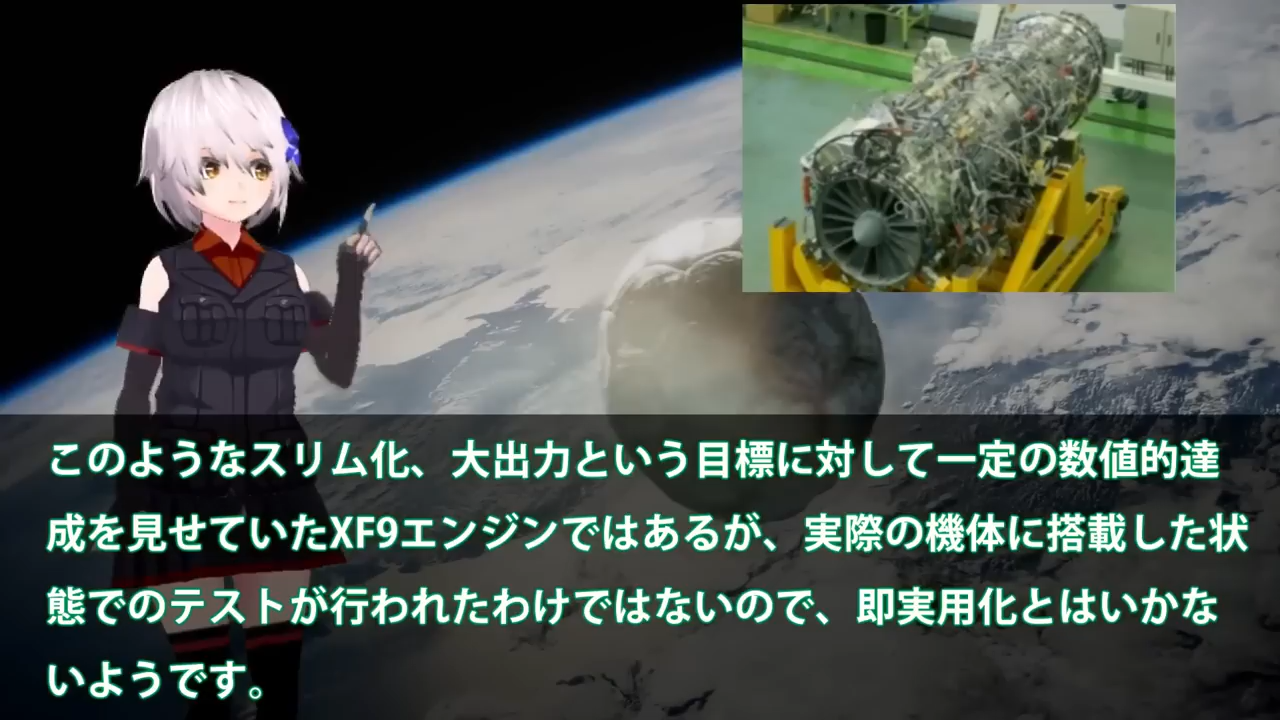 このようなスリム化、大出力という目標に対して一定の数値的達
成を見せていたXF9エンジンではあるが、実際の機体に搭載した状
態でのテストが行われたわけではないので、即実用化とはいかな
いようです。